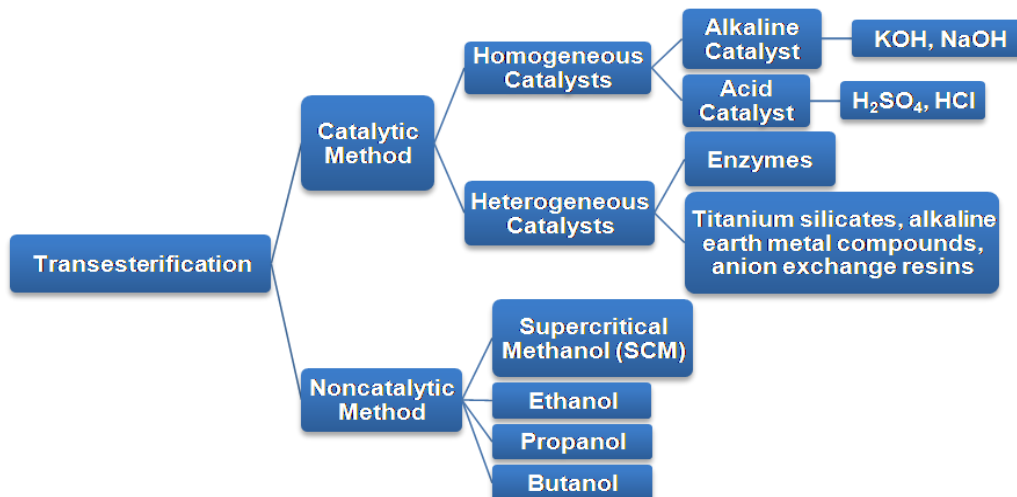 Transesterification
Catalytic
Method
Homogeneous
Catalysts
Alkaline
Catalyst
KOH, NaOH
Acid
Catalyst
H₂SO₄, HCl
Heterogeneous
Catalysts
Enzymes
Titanium silicates, alkaline
earth metal compounds,
anion exchange resins
Noncatalytic
Method
Supercritical
Methanol (SCM)
Ethanol
Propanol
Butanol